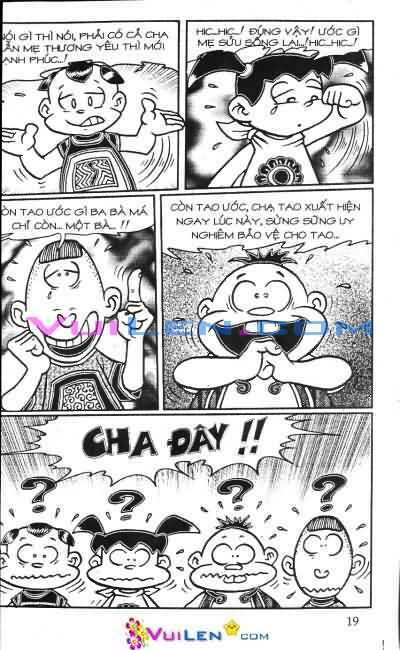 NÓI GÌ THÌ NÓI, PHẢI CÓ CẢ CHA
LẪN MẸ THƯƠNG YÊU THÌ MỚI
HẠNH PHÚC...!
HIC...HIC...! ĐÚNG VẬY! ƯỚC GÌ
MẸ SỬU SỐNG LẠI...!HIC...HIC...!
CÒN TAO ƯỚC GÌ BA BÀ MÁ
CHỈ CÒN... MỘT BÀ... !!
CÒN TAO ƯỚC, CHA TAO XUẤT HIỆN
NGAY LÚC NÀY, SỪNG SỮNG UY
NGHIÊM BẢO VỆ CHO TAO...
VUILEN.COM
CHA ĐÂY !!
? ? ? ?
19
VUILEN.COM